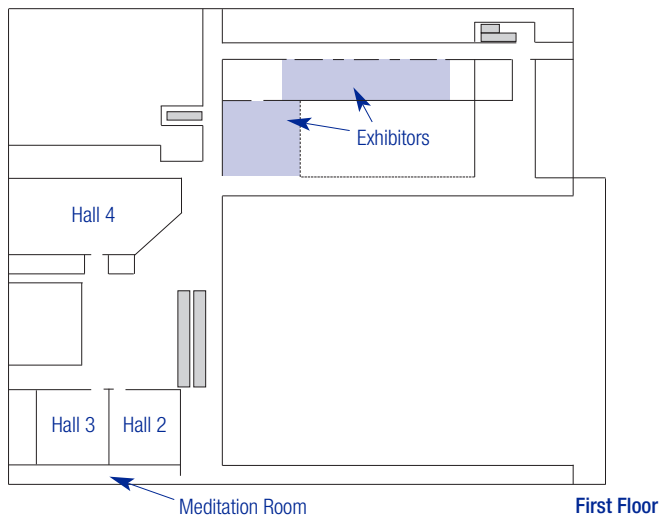 Exhibitors
Hall 4
Hall 3
Hall 2
Meditation Room
First Floor